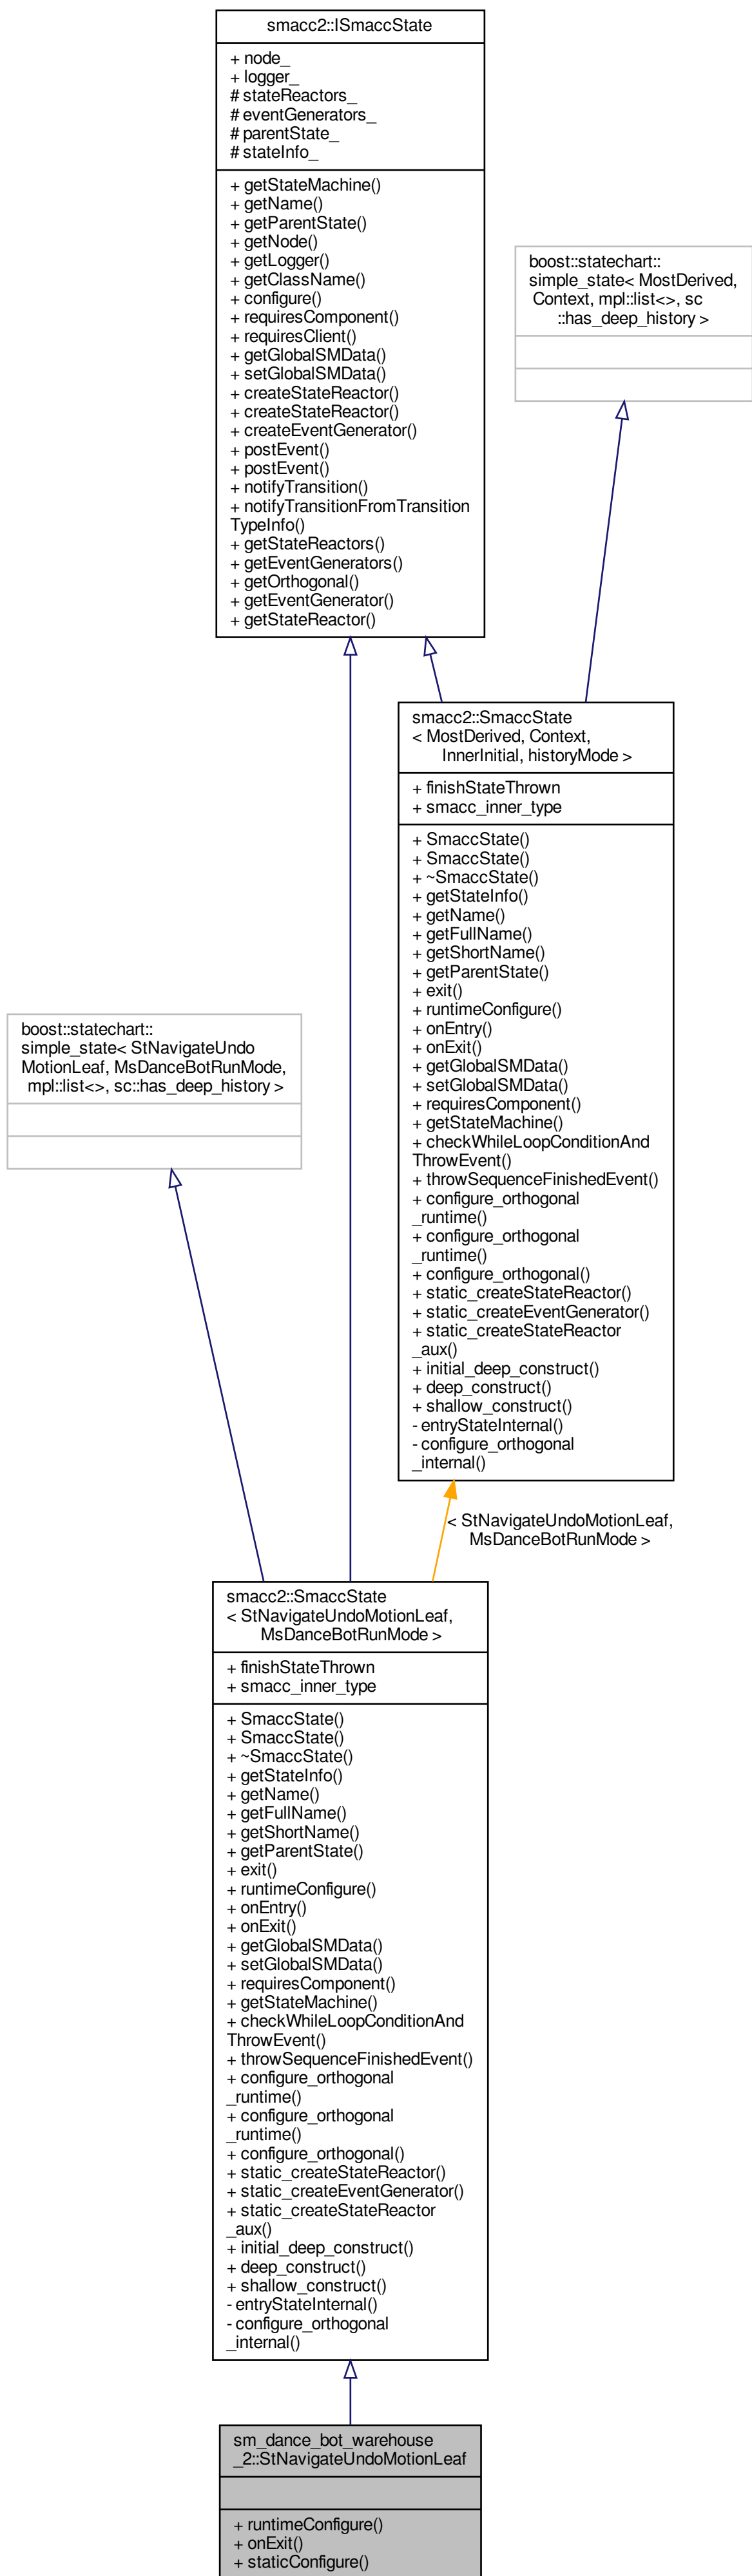 smacc2::ISmaccState
+ node_
+ logger_
# stateReactors_
# eventGenerators_
# parentState_
# stateInfo_
+ getStateMachine()
+ getName()
+ getParentState()
+ getNode()
+ getLogger()
+ getClassName()
+ configure()
+ requiresComponent()
+ requiresClient()
+ getGlobalSMData()
+ setGlobalSMData()
+ createStateReactor()
+ createStateReactor()
+ createEventGenerator()
+ postEvent()
+ postEvent()
+ notifyTransition()
+ notifyTransitionFromTransition
TypeInfo()
+ getStateReactors()
+ getEventGenerators()
+ getOrthogonal()
+ getEventGenerator()
+ getStateReactor()
boost::statechart::
simple_state< MostDerived,
Context, mpl::list<>, sc
::has_deep_history >
smacc2::SmaccState
< MostDerived, Context,
InnerInitial, historyMode >
+ finishStateThrown
+ smacc_inner_type
+ SmaccState()
+ SmaccState()
+ ~SmaccState()
+ getStateInfo()
+ getName()
+ getFullName()
+ getShortName()
+ getParentState()
+ exit()
+ runtimeConfigure()
+ onEntry()
+ onExit()
+ getGlobalSMData()
+ setGlobalSMData()
+ requiresComponent()
+ getStateMachine()
+ checkWhileLoopConditionAnd
ThrowEvent()
+ throwSequenceFinishedEvent()
+ configure_orthogonal
_runtime()
+ configure_orthogonal
_runtime()
+ configure_orthogonal()
+ static_createStateReactor()
+ static_createEventGenerator()
+ static_createStateReactor
_aux()
+ initial_deep_construct()
+ deep_construct()
+ shallow_construct()
- entryStateInternal()
- configure_orthogonal
_internal()
boost::statechart::
simple_state< StNavigateUndo
MotionLeaf, MsDanceBotRunMode,
mpl::list<>, sc::has_deep_history >
< StNavigateUndoMotionLeaf,
MsDanceBotRunMode >
smacc2::SmaccState
< StNavigateUndoMotionLeaf,
MsDanceBotRunMode >
+ finishStateThrown
+ smacc_inner_type
+ SmaccState()
+ SmaccState()
+ ~SmaccState()
+ getStateInfo()
+ getName()
+ getFullName()
+ getShortName()
+ getParentState()
+ exit()
+ runtimeConfigure()
+ onEntry()
+ onExit()
+ getGlobalSMData()
+ setGlobalSMData()
+ requiresComponent()
+ getStateMachine()
+ checkWhileLoopConditionAnd
ThrowEvent()
+ throwSequenceFinishedEvent()
+ configure_orthogonal
_runtime()
+ configure_orthogonal
_runtime()
+ configure_orthogonal()
+ static_createStateReactor()
+ static_createEventGenerator()
+ static_createStateReactor
_aux()
+ initial_deep_construct()
+ deep_construct()
+ shallow_construct()
- entryStateInternal()
- configure_orthogonal
_internal()
sm_dance_bot_warehouse
_2::StNavigateUndoMotionLeaf
+ runtimeConfigure()
+ onExit()
+ staticConfigure()